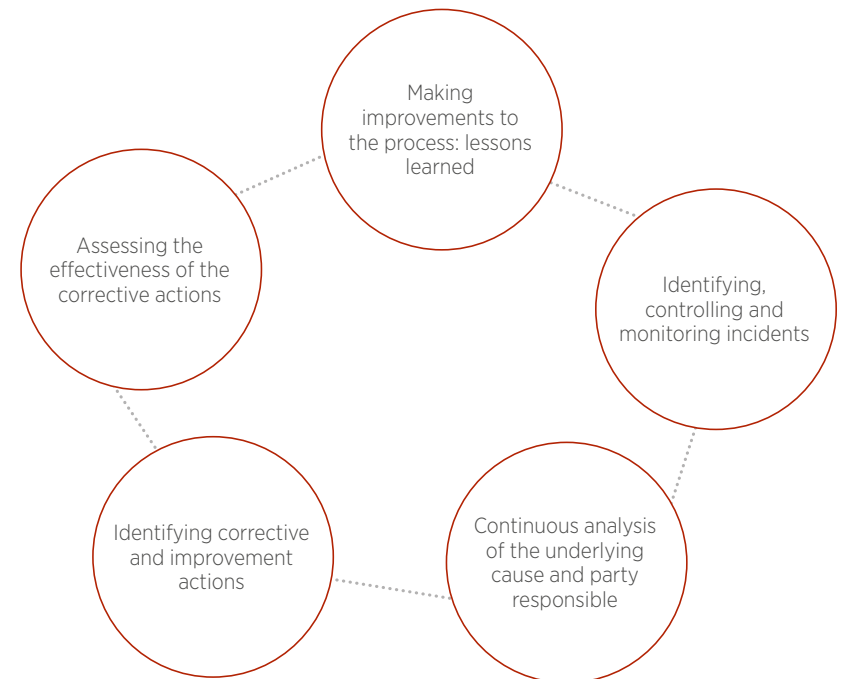 Making
improvements to
the process: lessons
learned
Identifying,
controlling and
monitoring incidents
Continuous analysis
of the underlying
cause and party
responsible
Identifying corrective
and improvement
actions
Assessing the
effectiveness of the
corrective actions